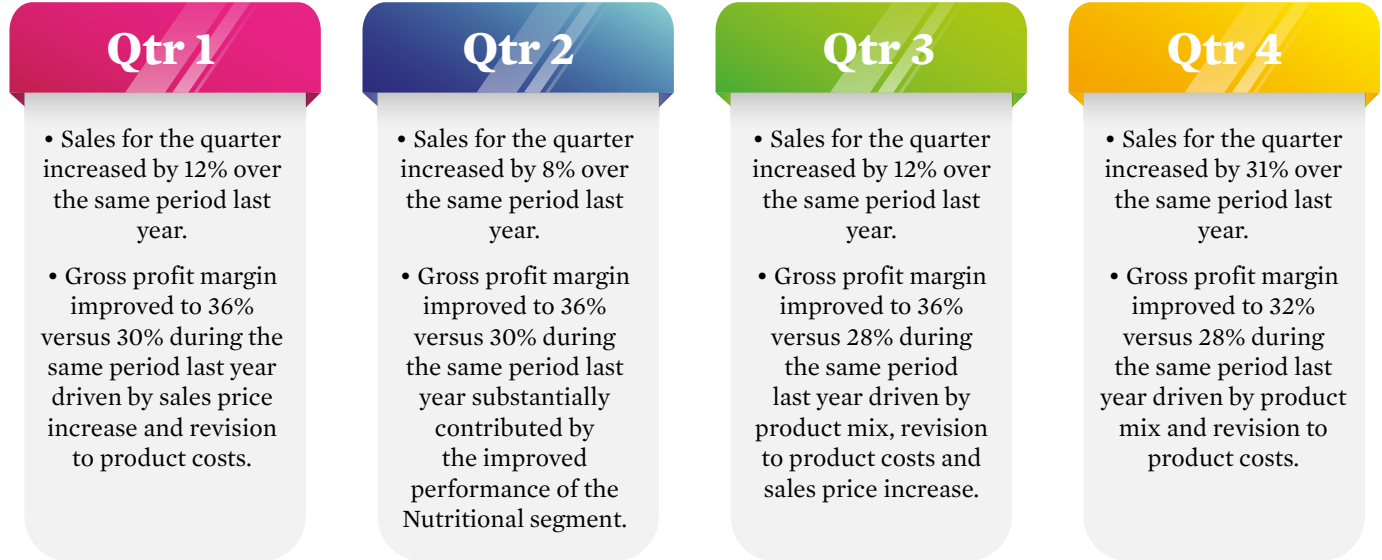 Qtr 1
• Sales for the quarter
increased by 12% over
the same period last
year.
• Gross profit margin
improved to 36%
versus 30% during the
same period last year
driven by sales price
increase and revision
to product costs.
Qtr 2
• Sales for the quarter
increased by 8% over
the same period last
year.
• Gross profit margin
improved to 36%
versus 30% during
the same period last
year substantially
contributed by
the improved
performance of the
Nutritional segment.
Qtr 3
• Sales for the quarter
increased by 12% over
the same period last
year.
• Gross profit margin
improved to 36%
versus 28% during
the same period
last year driven by
product mix, revision
to product costs and
sales price increase.
Qtr 4
• Sales for the quarter
increased by 31% over
the same period last
year.
• Gross profit margin
improved to 32%
versus 28% during
the same period last
year driven by product
mix and revision to
product costs.